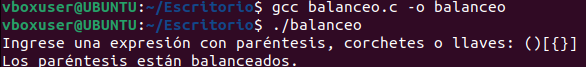 vboxuser@UBUNTU:~/Escritorio$ gcc balanceo.c -o balanceo
vboxuser@UBUNTU:~/Escritorio$ ./balanceo
Ingrese una expresión con paréntesis, corchetes o llaves: ()[{}]
Los paréntesis están balanceados.